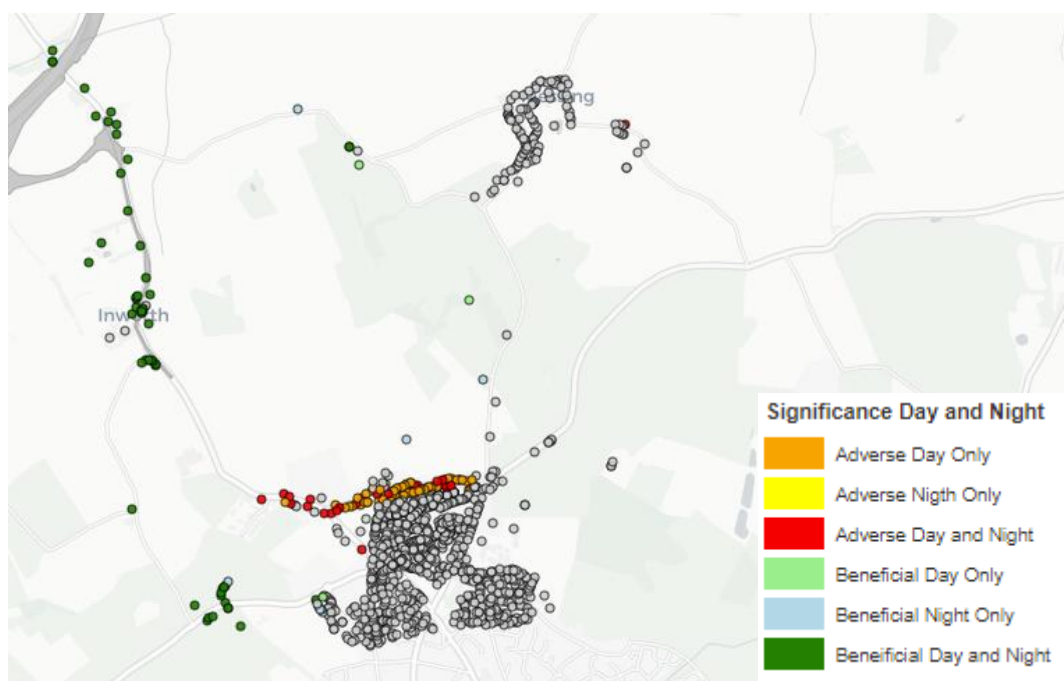 Inworth
Significance Day and Night
Adverse Day Only
Adverse Nigth Only
Adverse Day and Night
Beneficial Day Only
Beneficial Night Only
Beneificial Day and Night